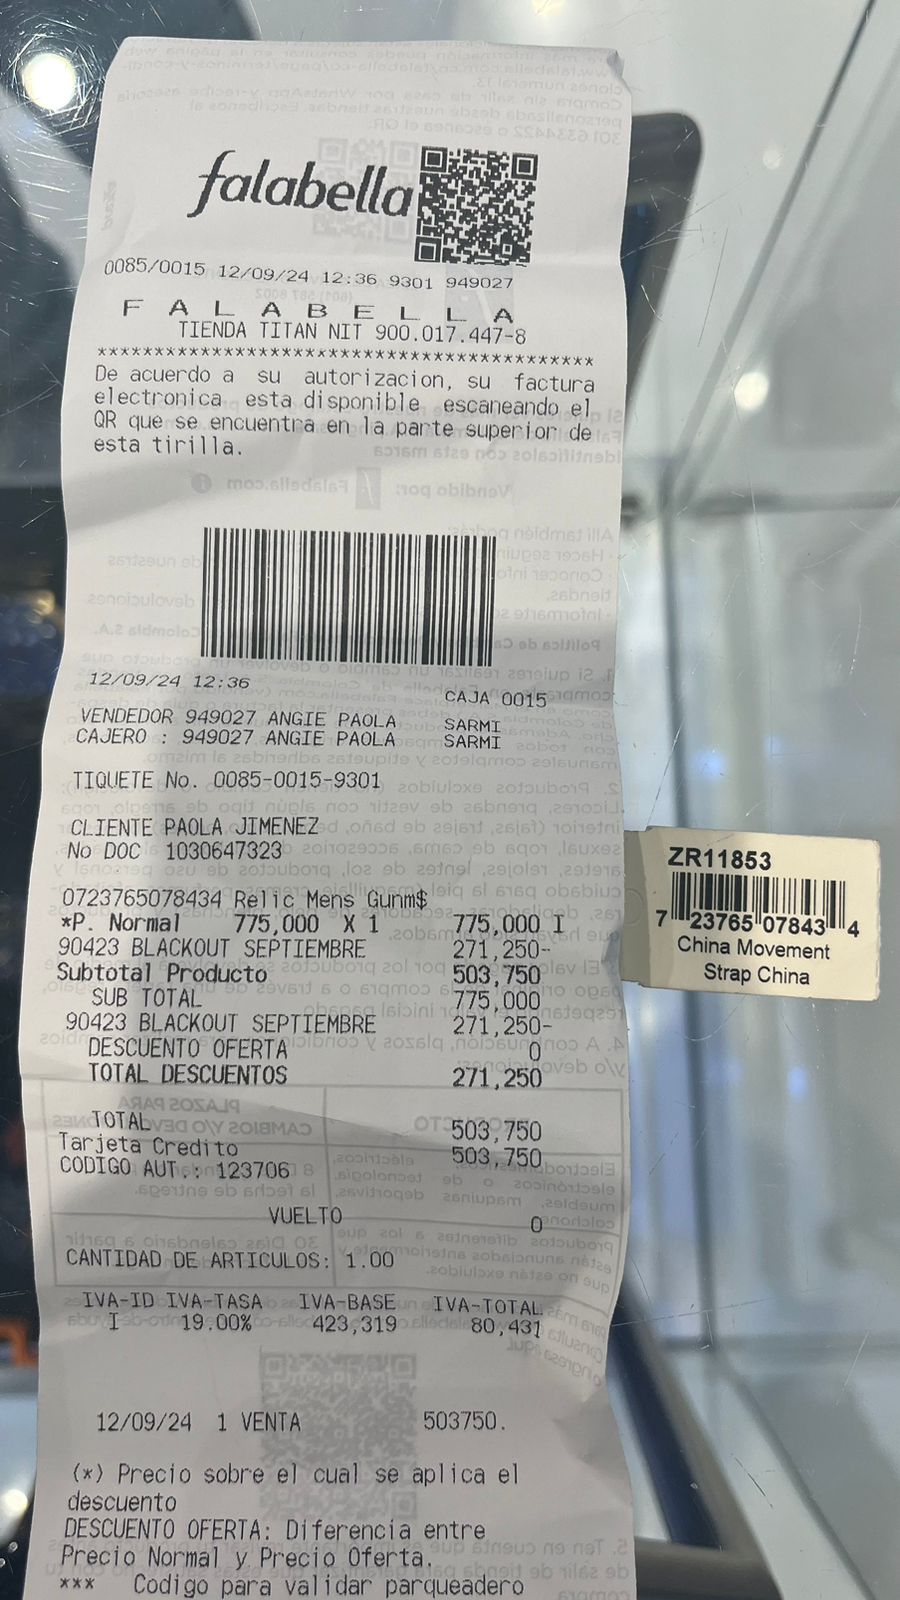 falabella
0085/0015 12/09/24 12:36 9301 949027
F A L A B E L L A
TIENDA TITAN NIT 900.017.447-8
********************************************
De acuerdo a su autorizacion, su factura
electronica esta disponible escaneando el
QR que se encuentra en la parte superior de
esta tirilla.
12/09/24 12:36 CAJA 0015
VENDEDOR 949027 ANGIE PAOLA SARMI
CAJERO : 949027 ANGIE PAOLA SARMI
TIQUETE No. 0085-0015-9301
CLIENTE PAOLA JIMENEZ
No DOC 1030647323
0723765078434 Relic Mens Gunm$
*P. Normal 775,000 X 1 775,000 I
90423 BLACKOUT SEPTIEMBRE 271,250-
Subtotal Producto 503,750
SUB TOTAL 775,000
90423 BLACKOUT SEPTIEMBRE 271,250-
DESCUENTO OFERTA 0
TOTAL DESCUENTOS 271,250
TOTAL 503,750
Tarjeta Credito 503,750
CODIGO AUT.: 123706
VUELTO 0
CANTIDAD DE ARTICULOS: 1.00
IVA-ID IVA-TASA IVA-BASE IVA-TOTAL
I 19.00% 423,319 80,431
12/09/24 1 VENTA 503750.
(*) Precio sobre el cual se aplica el
descuento
DESCUENTO OFERTA: Diferencia entre
Precio Normal y Precio Oferta.
*** Codigo para validar parqueadero
ZR11853
7 23765 07843 4
China Movement
Strap China